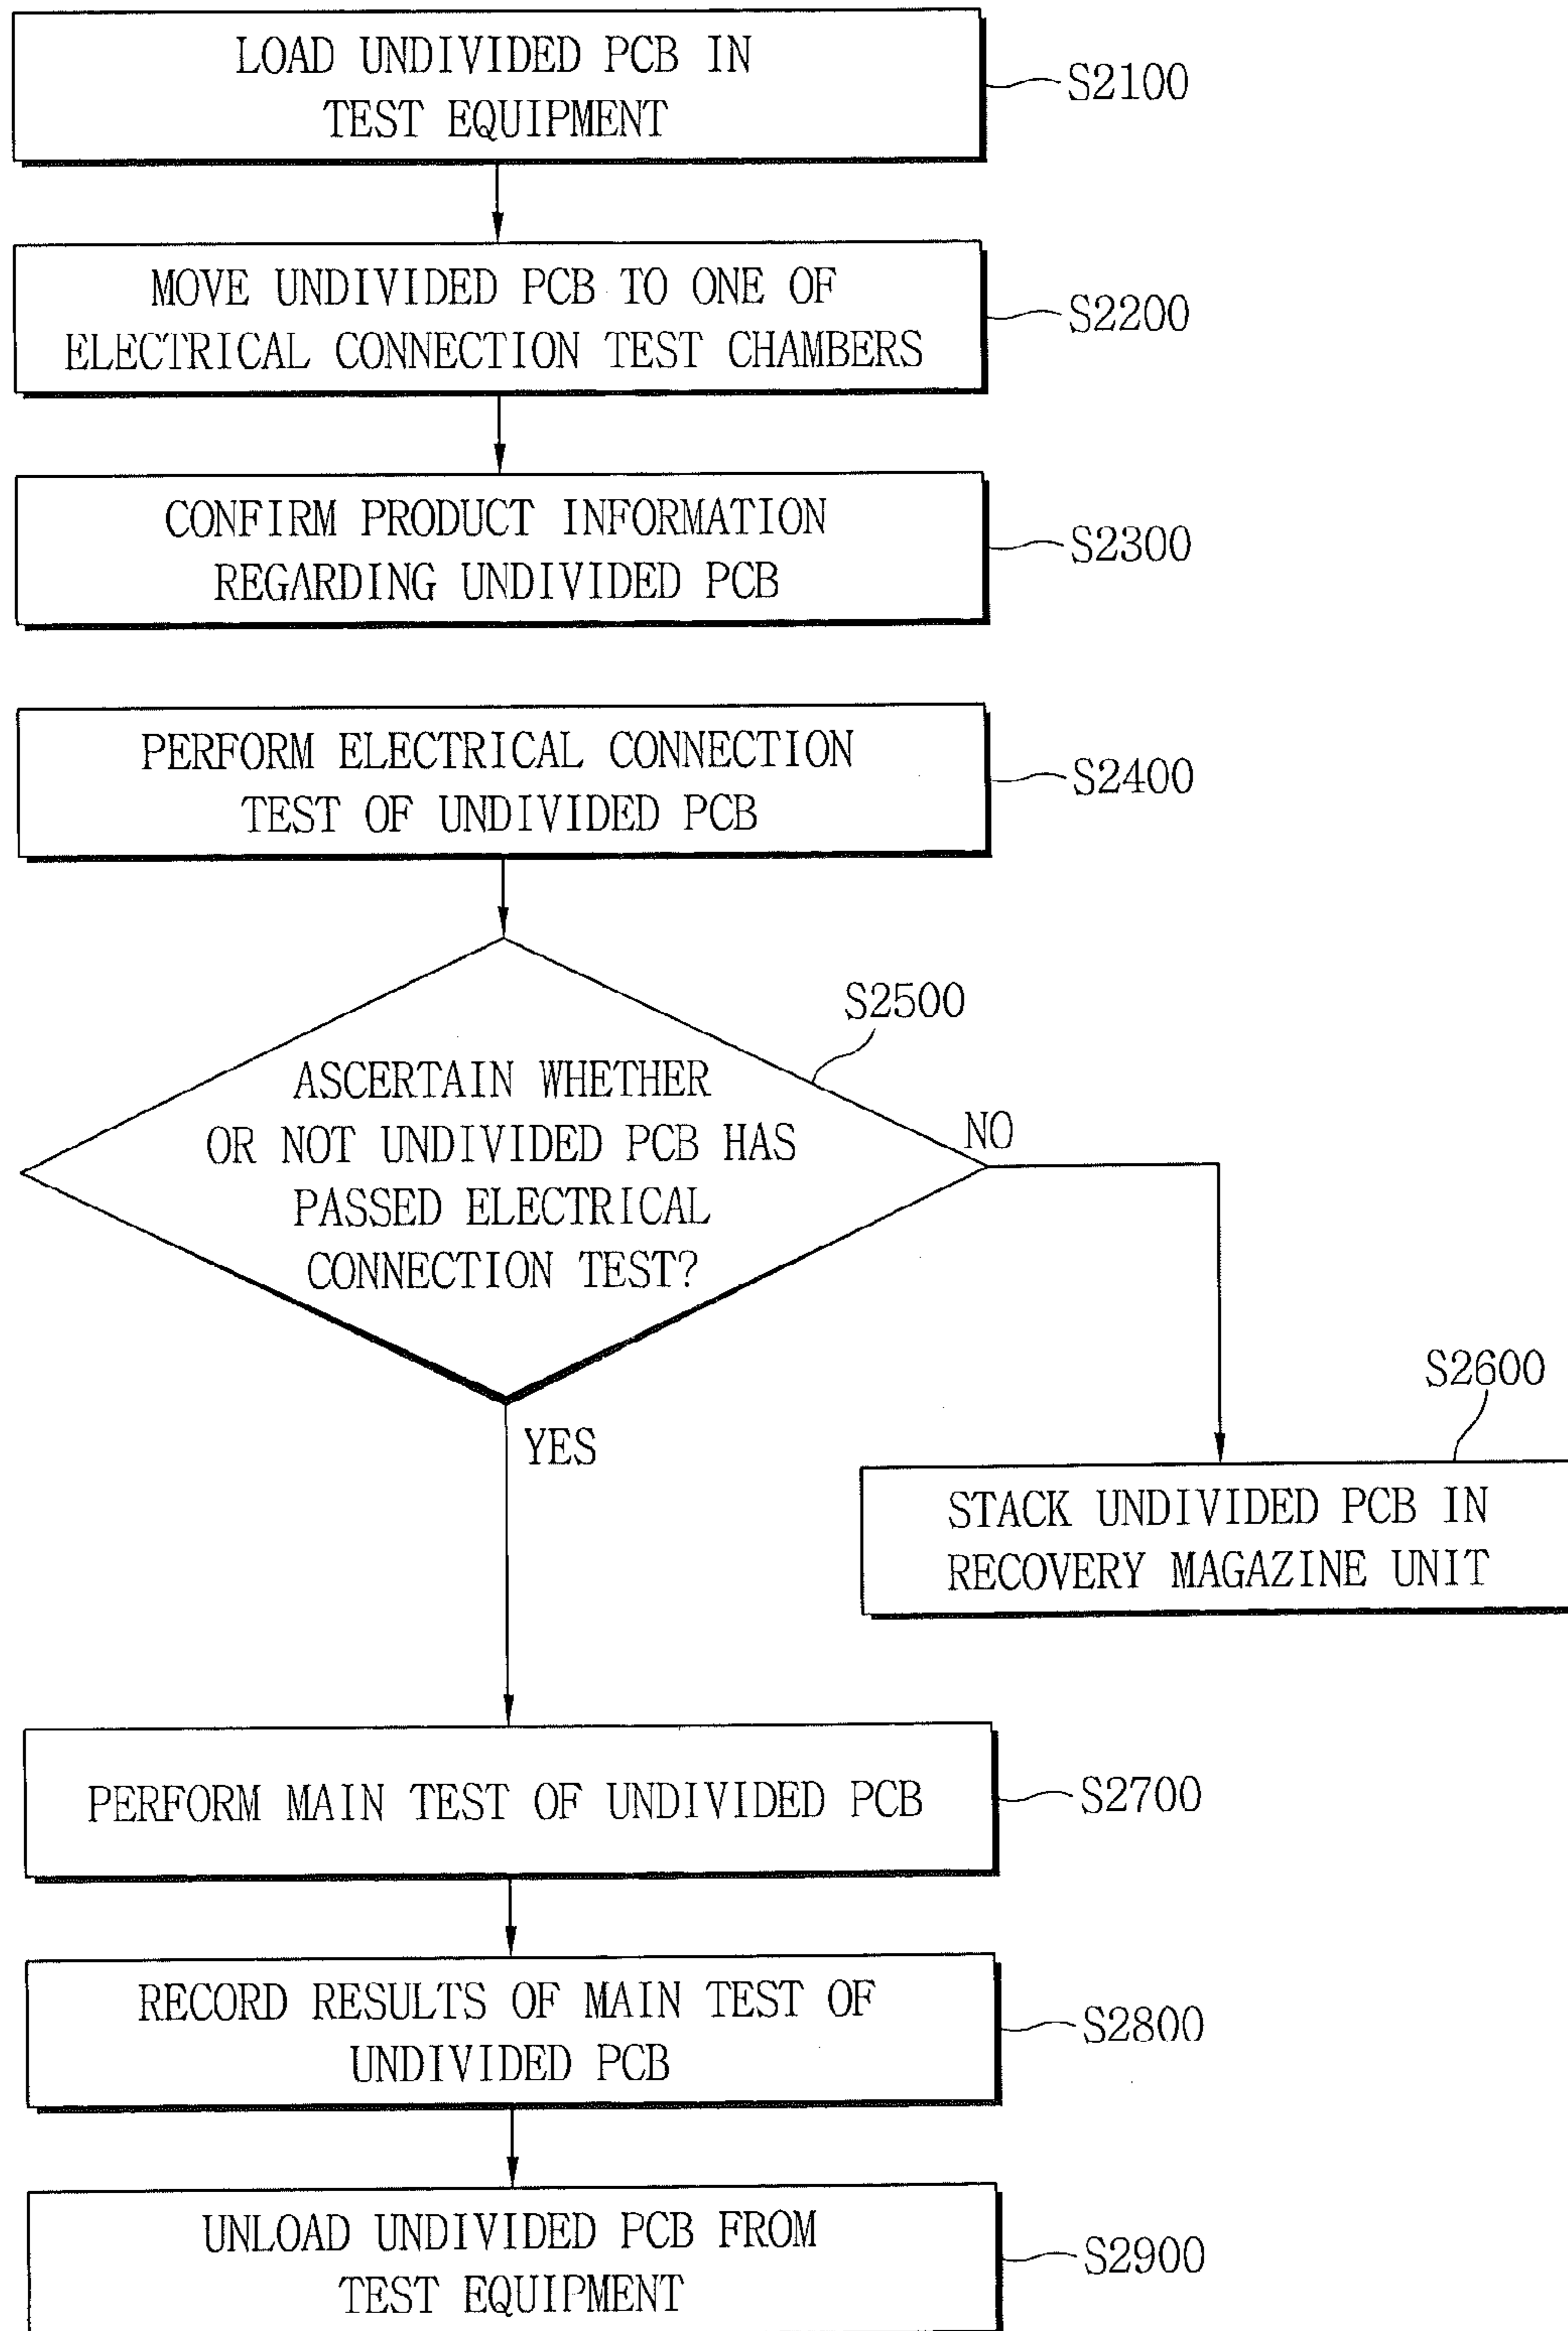 LOAD UNDIVIDED PCB IN
TEST EQUIPMENT
S2100
MOVE UNDIVIDED PCB TO ONE OF
ELECTRICAL CONNECTION TEST CHAMBERS
S2200
CONFIRM PRODUCT INFORMATION
REGARDING UNDIVIDED PCB
S2300
PERFORM ELECTRICAL CONNECTION
TEST OF UNDIVIDED PCB
S2400
S2500
ASCERTAIN WHETHER
OR NOT UNDIVIDED PCB HAS
PASSED ELECTRICAL
CONNECTION TEST?
NO
YES
S2600
STACK UNDIVIDED PCB IN
RECOVERY MAGAZINE UNIT
PERFORM MAIN TEST OF UNDIVIDED PCB
S2700
RECORD RESULTS OF MAIN TEST OF
UNDIVIDED PCB
S2800
UNLOAD UNDIVIDED PCB FROM
TEST EQUIPMENT
S2900